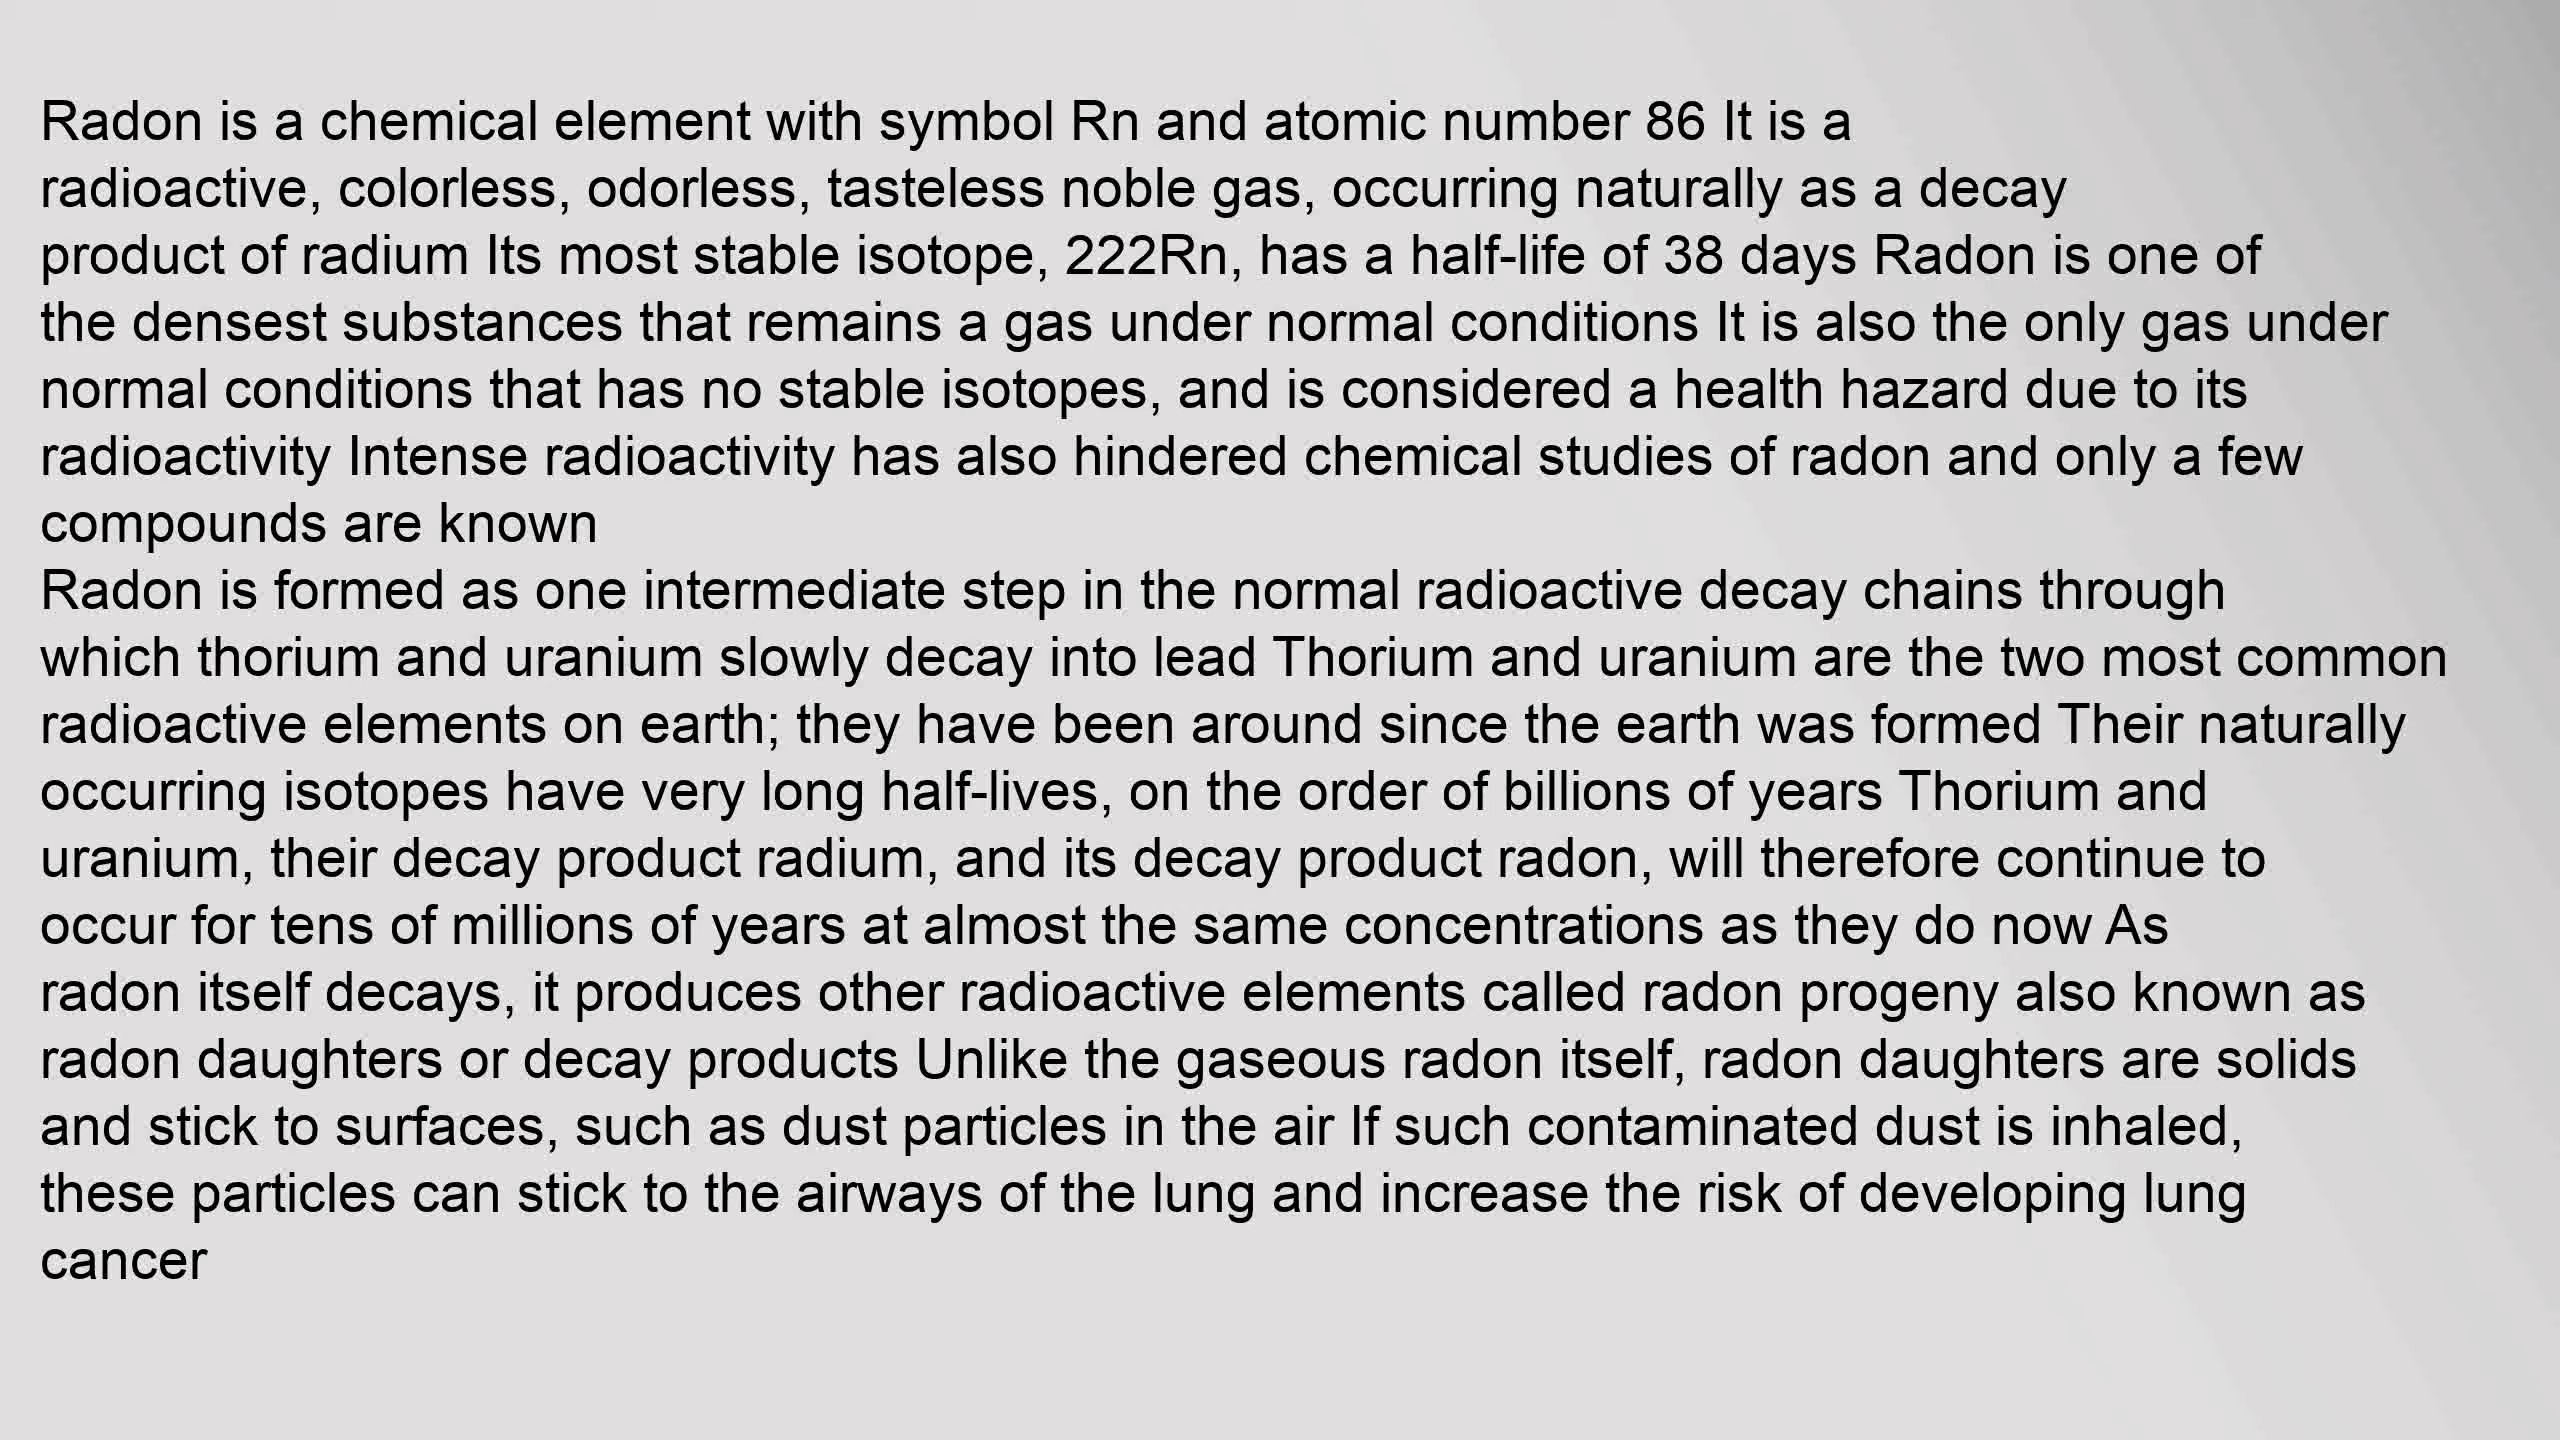 Radon is a chemical element with symbol Rn and atomic number 86 It is a
radioactive, colorless, odorless, tasteless noble gas, occurring naturally as a decay
product of radium Its most stable isotope, 222Rn, has a half-life of 38 days Radon is one of
the densest substances that remains a gas under normal conditions It is also the only gas under
normal conditions that has no stable isotopes, and is considered a health hazard due to its
radioactivity Intense radioactivity has also hindered chemical studies of radon and only a few
compounds are known
Radon is formed as one intermediate step in the normal radioactive decay chains through
which thorium and uranium slowly decay into lead Thorium and uranium are the two most common
radioactive elements on earth; they have been around since the earth was formed Their naturally
occurring isotopes have very long half-lives, on the order of billions of years Thorium and
uranium, their decay product radium, and its decay product radon, will therefore continue to
occur for tens of millions of years at almost the same concentrations as they do now As
radon itself decays, it produces other radioactive elements called radon progeny also known as
radon daughters or decay products Unlike the gaseous radon itself, radon daughters are solids
and stick to surfaces, such as dust particles in the air If such contaminated dust is inhaled,
these particles can stick to the airways of the lung and increase the risk of developing lung
cancer